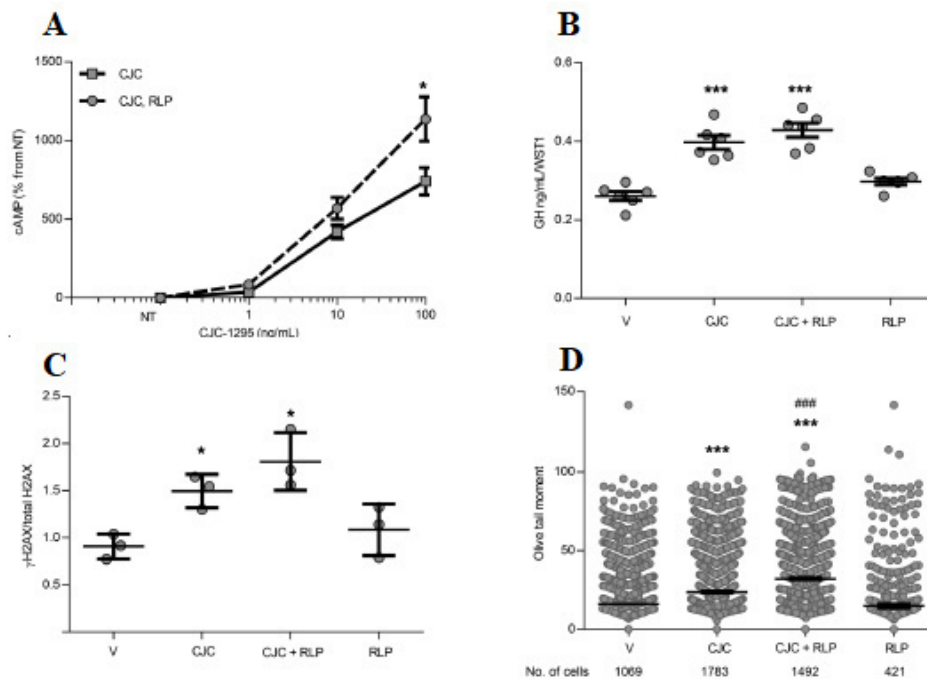 A
1500
1000
500
0
cAMP (% from NT)
CJC
CJC, RLP
*
NT
1
10
100
CJC-1295 (ng/mL)
B
0.6
0.4
0.2
0.0
GH ng/mL/WST1
***
***
V
CJC
CJC + RLP
RLP
C
2.5
2.0
1.5
1.0
0.5
γH2AX/total H2AX
*
*
V
CJC
CJC + RLP
RLP
D
150
100
50
0
Olive tail moment
***
###
***
V
CJC
CJC + RLP
RLP
No. of cells 1069 1783 1492 421